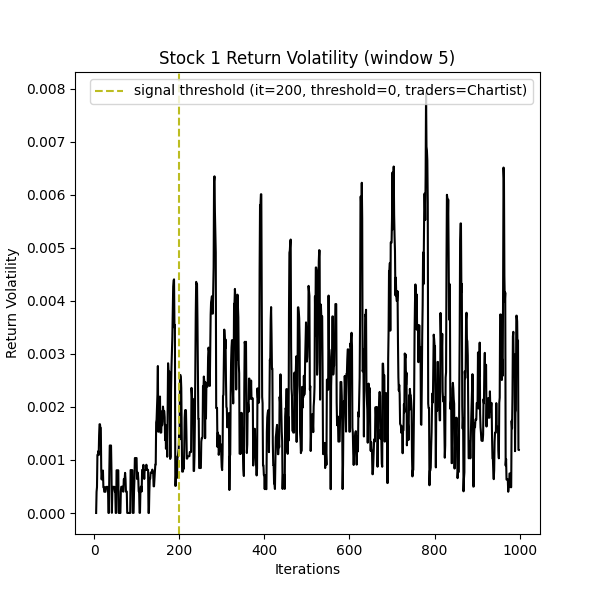 Stock 1 Return Volatility (window 5)
signal threshold (it=200, threshold=0, traders=Chartist)
0.008
0.007
0.006
0.005
0.004
0.003
0.002
0.001
0.000
Return Volatility
0 200 400 600 800 1000
Iterations